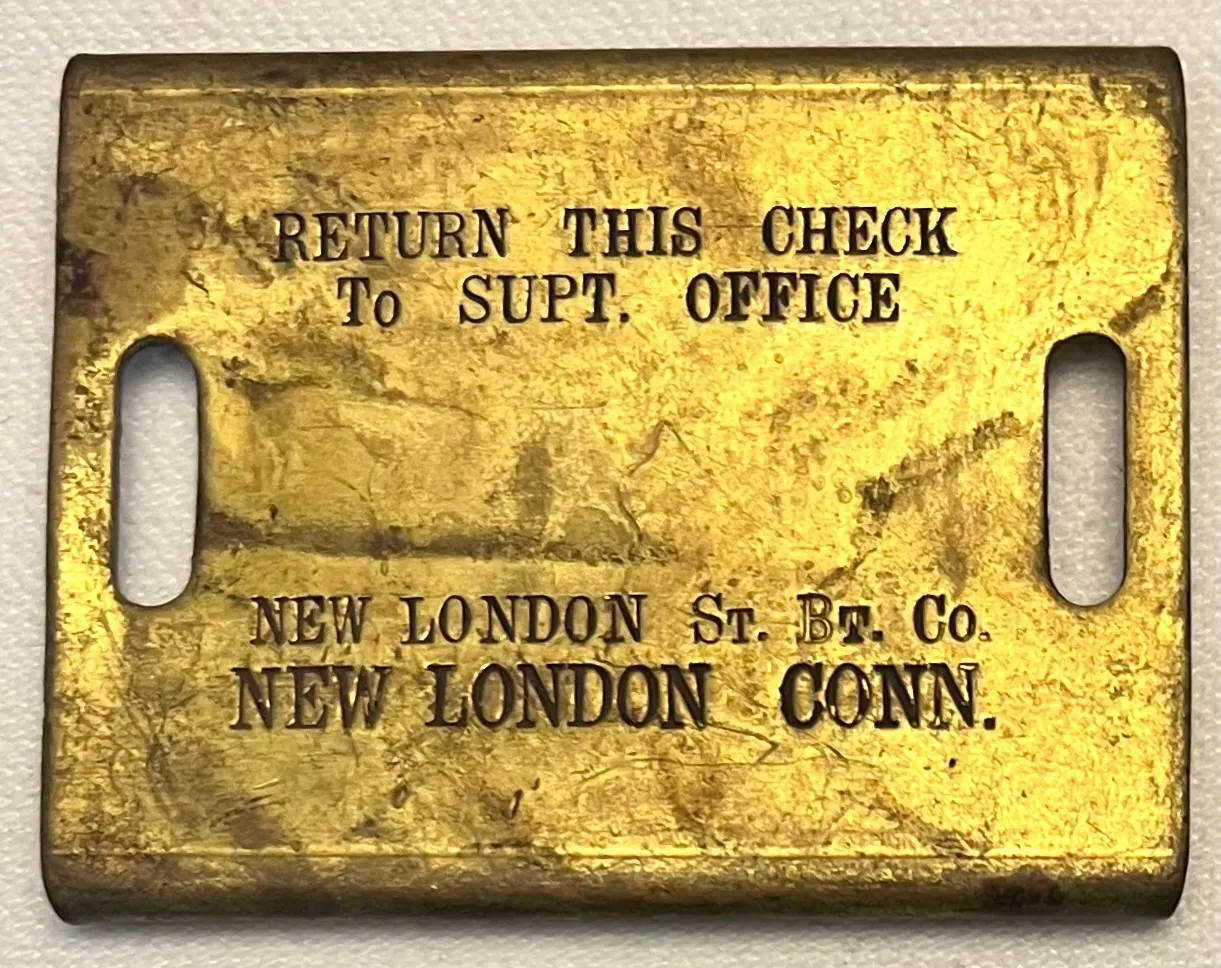 RETURN THIS CHECK
To SUPT. OFFICE
NEW LONDON ST. BT. Co.
NEW LONDON CONN.